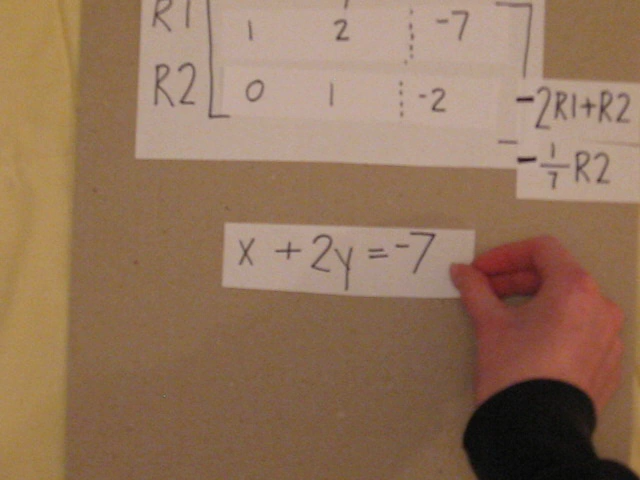 R1 1 2 -7
R2 0 1 -2
-2R1+R2
-1/7 R2
x + 2y = -7